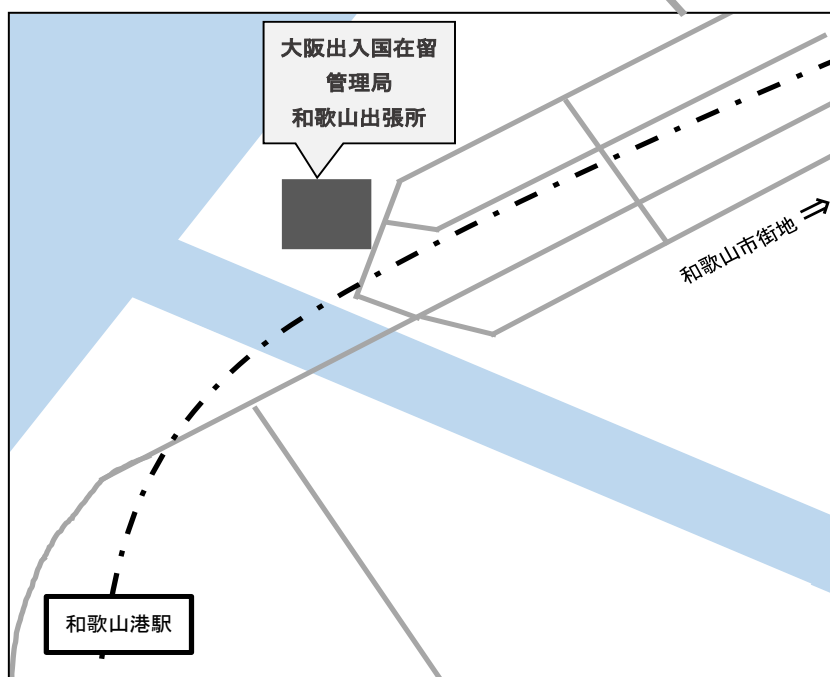 大阪出入国在留
管理局
和歌山出張所
和歌山市街地 ⇒
和歌山港駅